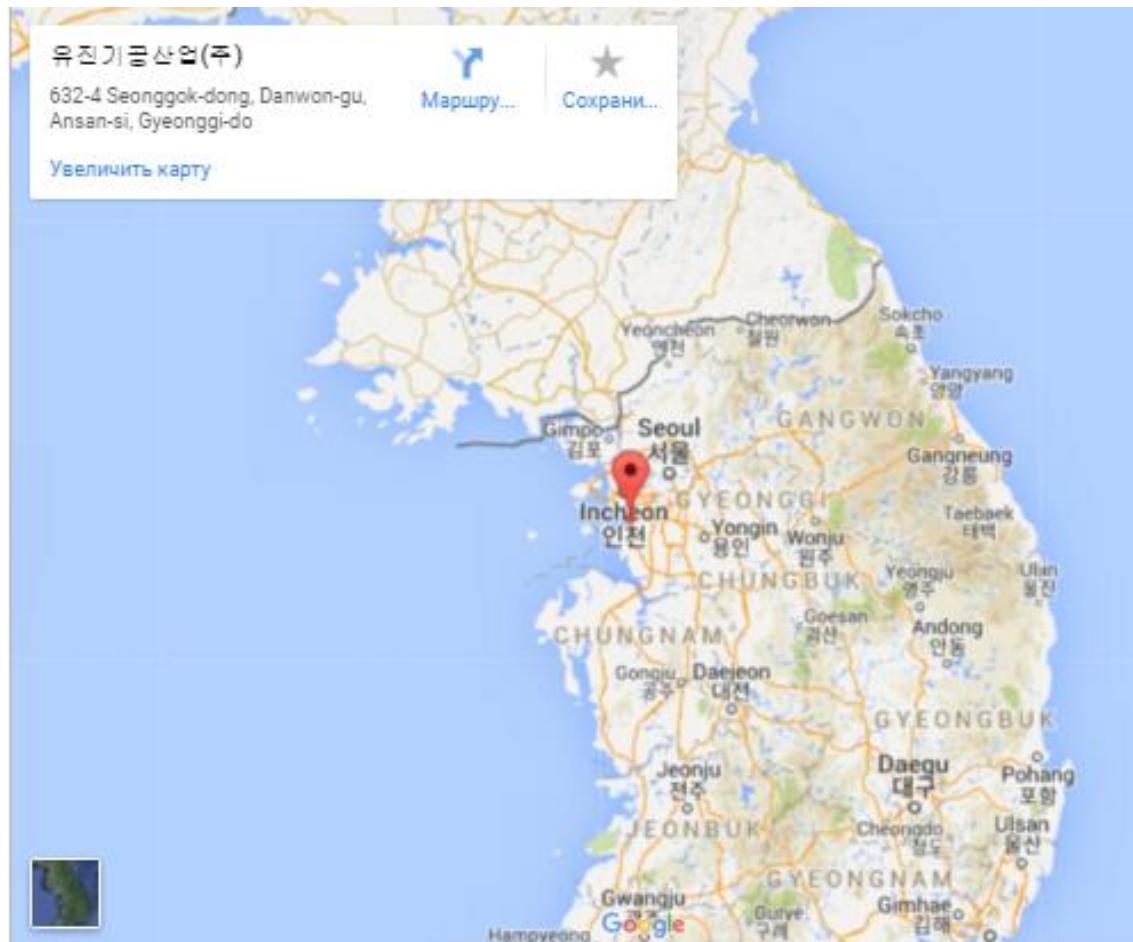 유진기공산업(주)
632-4 Seonggok-dong, Danwon-gu,
Ansan-si, Gyeonggi-do
Маршру...
Сохрани...
Увеличить карту
Yeoncheon
연천
Cheorwon
철원
Sokcho
속초
Yangyang
양양
GANGWON
Gimpo
김포
Seoul
서울
Gangneung
강릉
GYEONGGI
Incheon
인천
Yongin
용인
Wonju
원주
Taebaek
태백
CHUNGBUK
Yeongju
영주
Uljin
울진
Goesan
괴산
Andong
안동
CHUNGNAM
Gongju
공주
Daejeon
대전
GYEONGBUK
Daegu
대구
Pohang
포항
Jeonju
전주
JEONBUK
Cheongdo
청도
Ulsan
울산
GYEONGNAM
Gwangju
Google
Gurye
구례
Gimhae
김해
Hampyeong